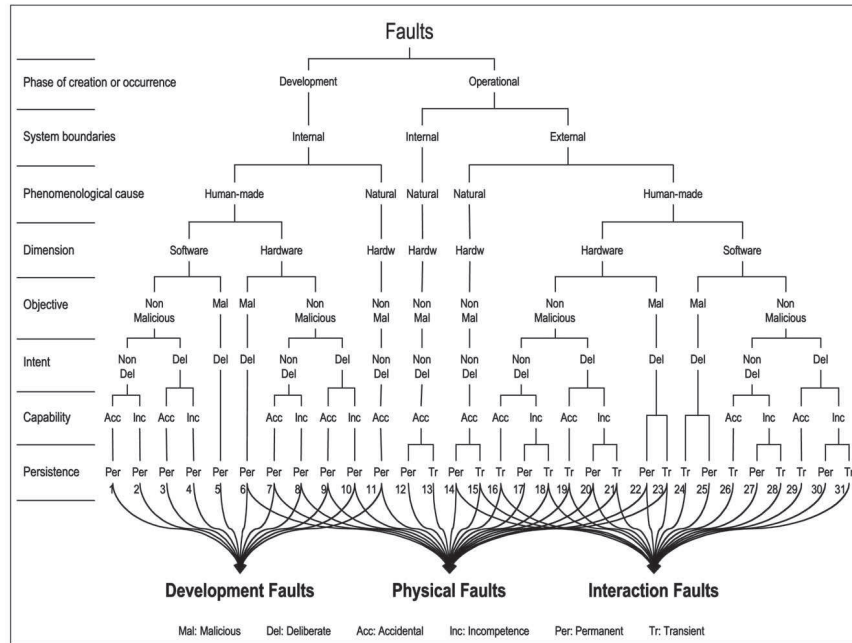 Faults
Phase of creation or occurrence Development Operational
System boundaries Internal Internal External
Phenomenological cause Human-made Natural Natural Natural Human-made
Dimension Software Hardware Hardw Hardw Hardw Hardware Software
Objective Non Mal Mal Non Non Non Non Non Mal Mal Non
Malicious Malicious Mal Mal Mal Malicious Malicious
Intent Non Del Del Del Non Del Non Non Non Non Del Del Del Non Del
Del Del Del Del Del Del Del
Capability Acc Inc Acc Inc Acc Inc Acc Inc Acc Acc Acc Inc Acc Inc Acc Inc Acc Inc
Persistence Per Per Per Per Per Per Per Per Per Per Per Per Tr Per Tr Tr Per Tr Tr Per Tr Per Tr Tr Per Tr Per Tr Tr Per Tr
1 2 3 4 5 6 7 8 9 10 11 12 13 14 15 16 17 18 19 20 21 22 23 24 25 26 27 28 29 30 31
Development Faults Physical Faults Interaction Faults
Mal: Malicious Del: Deliberate Acc: Accidental Inc: Incompetence Per: Permanent Tr: Transient